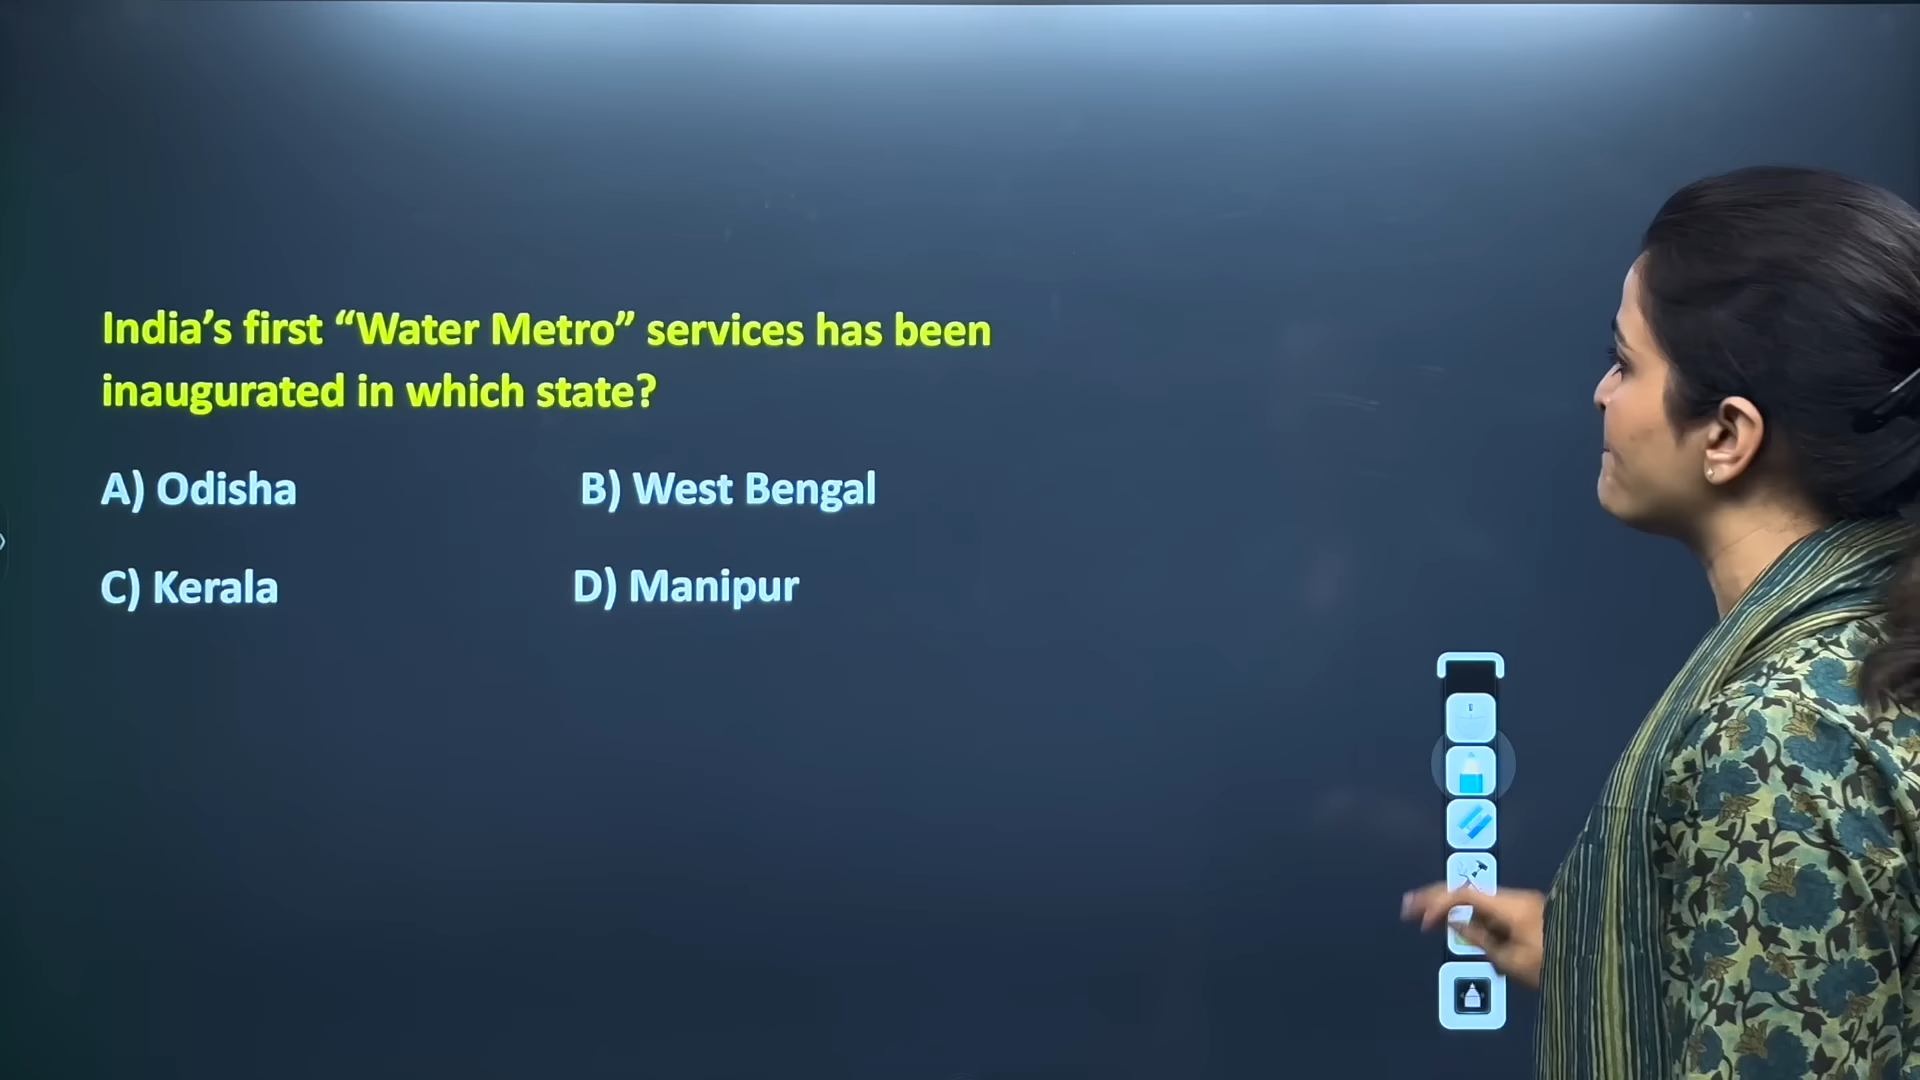 India’s first “Water Metro” services has been
inaugurated in which state?
A) Odisha B) West Bengal
C) Kerala D) Manipur